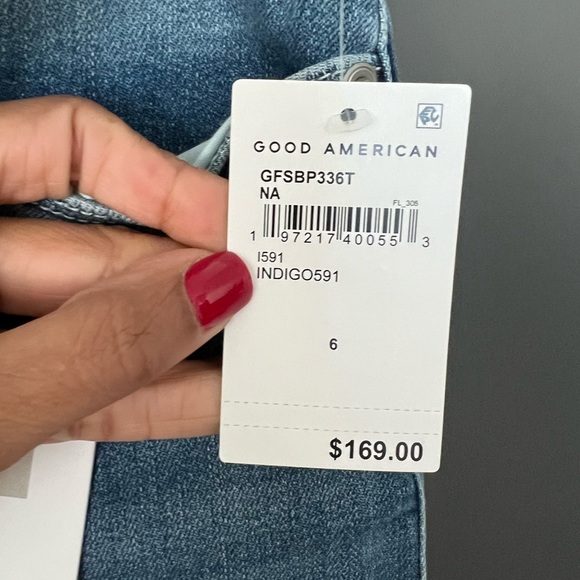 GOOD AMERICAN
GFSBP336T
NA
FL_305
1 97217 40055 3
I591
INDIGO591
6
$169.00